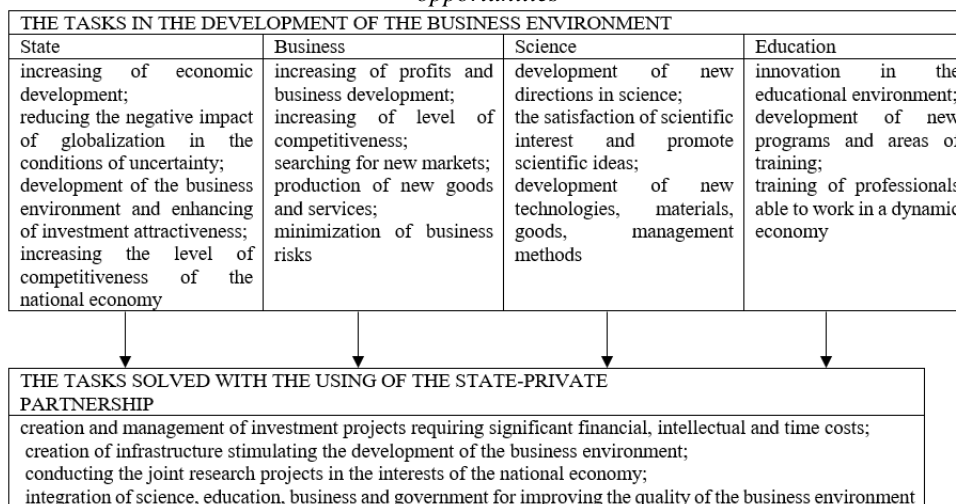 opportunities
THE TASKS IN THE DEVELOPMENT OF THE BUSINESS ENVIRONMENT
State
increasing of economic
development;
reducing the negative impact
of globalization in the
conditions of uncertainty;
development of the business
environment and enhancing
of investment attractiveness;
increasing the level of
competitiveness of the
national economy
Business
increasing of profits and
business development;
increasing of level of
competitiveness;
searching for new markets;
production of new goods
and services;
minimization of business
risks
Science
development of new
directions in science;
the satisfaction of scientific
interest and promote
scientific ideas;
development of new
technologies, materials,
goods, management
methods
Education
innovation in the
educational environment;
development of new
programs and areas of
training;
training of professionals
able to work in a dynamic
economy
THE TASKS SOLVED WITH THE USING OF THE STATE-PRIVATE
PARTNERSHIP
creation and management of investment projects requiring significant financial, intellectual and time costs;
creation of infrastructure stimulating the development of the business environment;
conducting the joint research projects in the interests of the national economy;
integration of science, education, business and government for improving the quality of the business environment